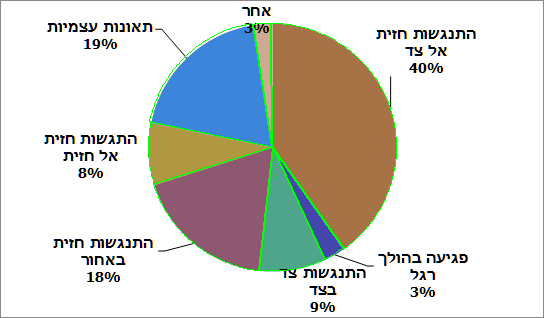 אחר
3%
התנגשות חזית
אל צד
40%
פגיעה בהולך
רגל
3%
התנגשות צד
בצד
9%
התנגשות חזית
באחור
18%
התגשות חזית
אל חזית
8%
תאונות עצמיות
19%